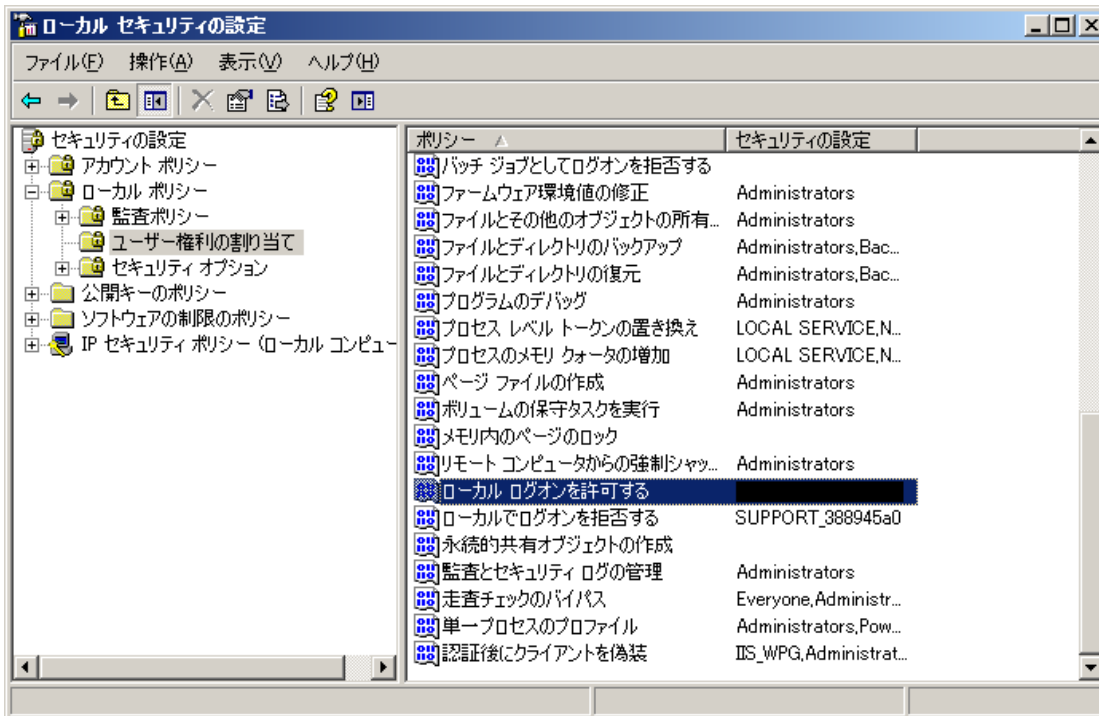 ローカル セキュリティの設定
ファイル(F) 操作(A) 表示(V) ヘルプ(H)
セキュリティの設定
アカウント ポリシー
ローカル ポリシー
監査ポリシー
ユーザー権利の割り当て
セキュリティ オプション
公開キーのポリシー
ソフトウェアの制限のポリシー
IP セキュリティ ポリシー (ローカル コンピュー
ポリシー セキュリティの設定
バッチ ジョブとしてログオンを拒否する
ファームウェア環境値の修正 Administrators
ファイルとその他のオブジェクトの所有... Administrators
ファイルとディレクトリのバックアップ Administrators,Bac...
ファイルとディレクトリの復元 Administrators,Bac...
プログラムのデバッグ Administrators
プロセス レベル トークンの置き換え LOCAL SERVICE,N...
プロセスのメモリ クォータの増加 LOCAL SERVICE,N...
ページ ファイルの作成 Administrators
ボリュームの保守タスクを実行 Administrators
メモリ内のページのロック
リモート コンピュータからの強制シャッ... Administrators
ローカル ログオンを許可する
ローカルでログオンを拒否する SUPPORT_388945a0
永続的共有オブジェクトの作成
監査とセキュリティ ログの管理 Administrators
走査チェックのバイパス Everyone,Administr...
単一プロセスのプロファイル Administrators,Pow...
認証後にクライアントを偽装 IIS_WPG,Administrat...